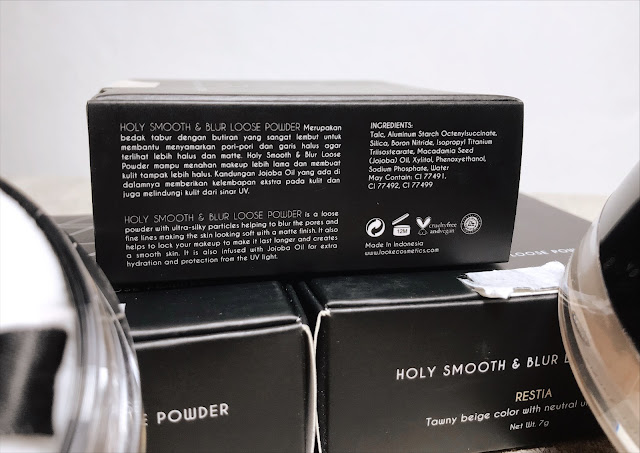 HOLY SMOOTH & BLUR LOOSE POWDER Merupakan
bedak tabur dengan butiran yang sangat lembut untuk
membantu menyamarkan pori-pori dan garis halus agar
terlihat lebih halus dan matte. Holy Smooth & Blur Loose
Powder mampu menahan makeup lebih lama dan membuat
kulit tampak lebih halus. Kandungan Jojoba Oil yang ada di
dalamnya memberikan kelembapan ekstra pada kulit dan
juga melindungi kulit dari sinar UV.
HOLY SMOOTH & BLUR LOOSE POWDER is a loose
powder with ultra-silky particles helping to blur the pores and
fine lines making the skin looking soft with a matte finish. It also
helps to lock your makeup to make it last longer and creates
a smooth skin. It is also infused with Jojoba Oil for extra
hydration and protection from the UV light.
INGREDIENTS:
Talc, Aluminum Starch Octenylsuccinate,
Silica, Boron Nitride, Isopropyl Titanium
Triisostearate, Macadamia Seed
(Jojoba) Oil, Xylitol, Phenoxyethanol,
Sodium Phosphate, Water
May Contain: CI 77491,
CI 77492, CI 77499
12M
crueltyfree
andvegan
Made In Indonesia
www.lookecosmetics.com
LOOSE POW
POWDER
HOLY SMOOTH & BLUR
RESTIA
Tawny beige color with neutral
Net Wt. 7g